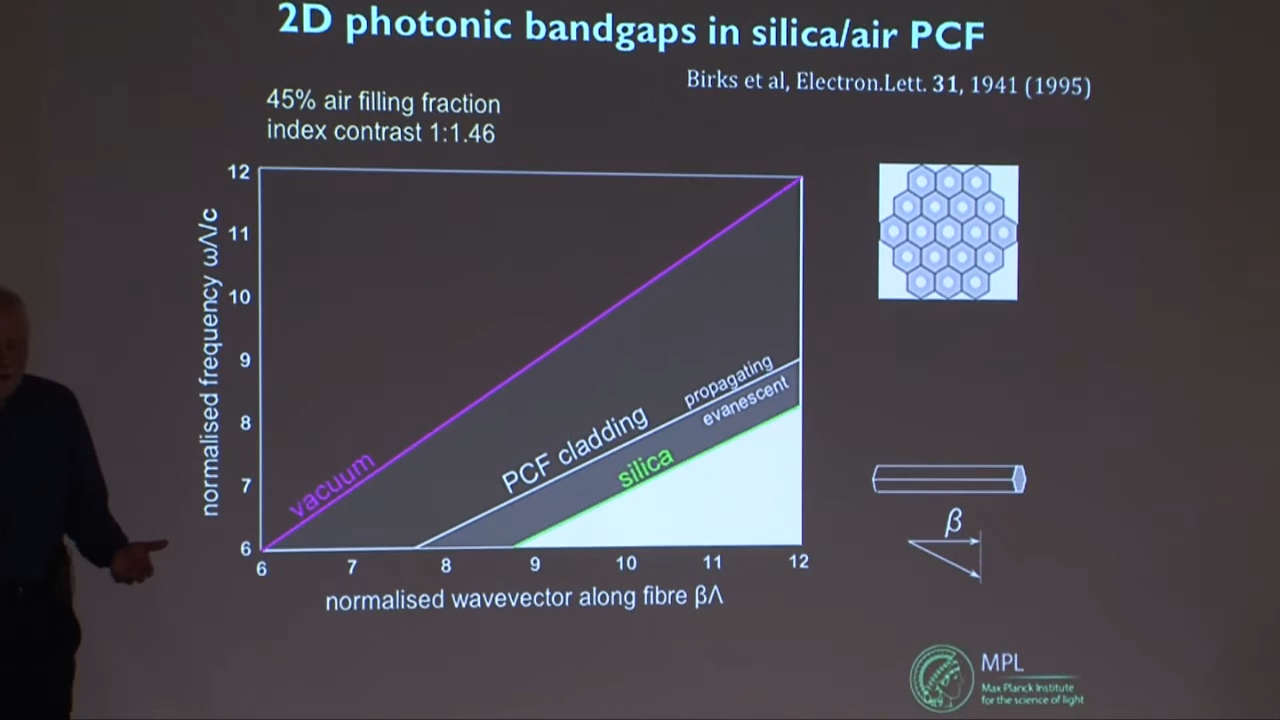 2D photonic bandgaps in silica/air PCF
Birks et al, Electron.Lett. 31, 1941 (1995)
45% air filling fraction
index contrast 1:1.46
12
11
10
9
8
7
6
normalised frequency ωΛ/c
vacuum
PCF cladding
propagating
evanescent
silica
6 7 8 9 10 11 12
normalised wavevector along fibre βΛ
β
MPL
Max Planck Institute
for the science of light